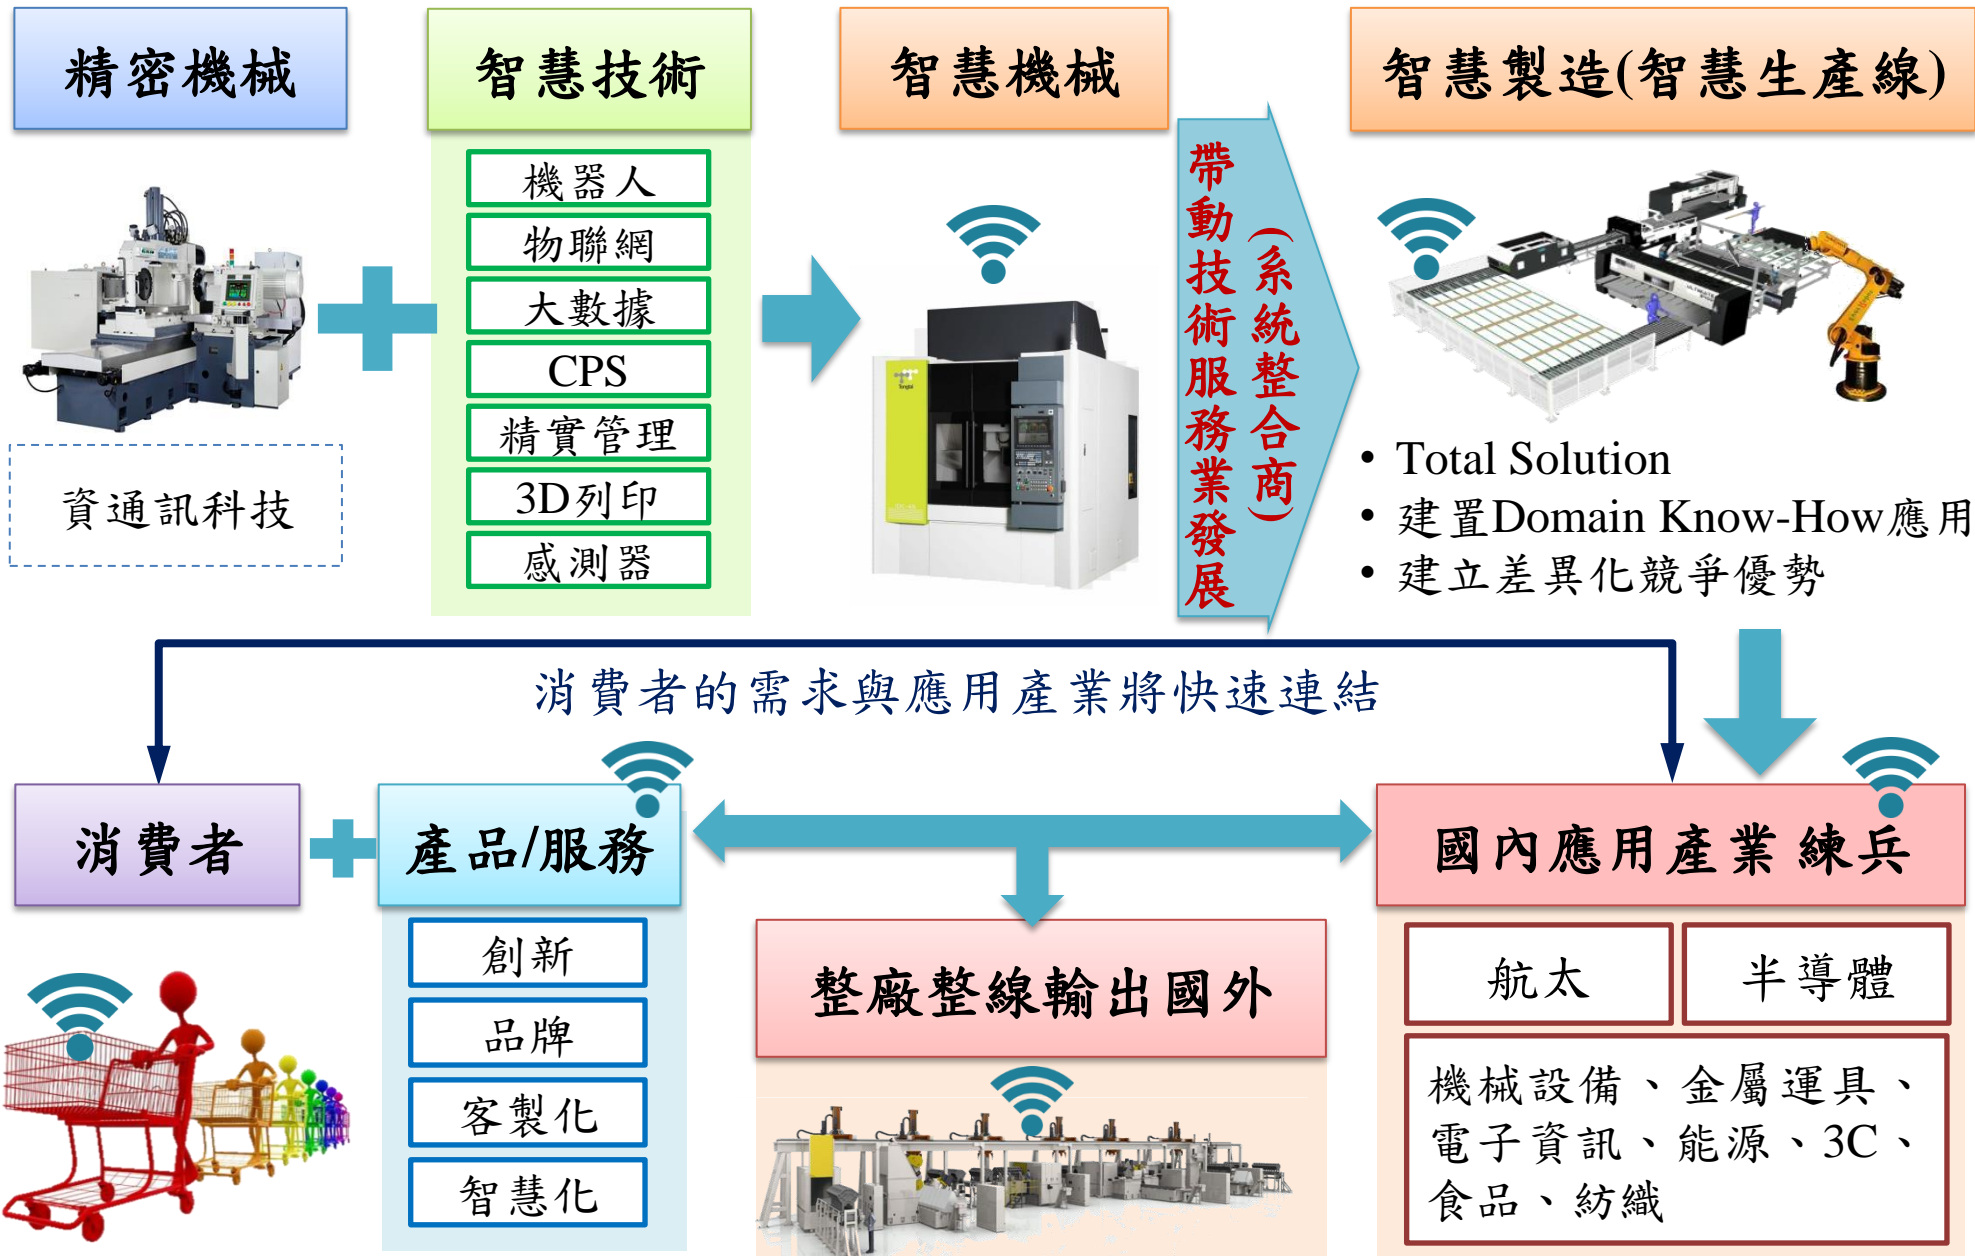 精密機械
智慧技術
智慧機械
智慧製造(智慧生產線)
機器人
物聯網
大數據
CPS
精實管理
3D列印
感測器
資通訊科技
Tongtai
帶動技術服務業發展
(系統整合商)
• Total Solution
• 建置Domain Know-How應用
• 建立差異化競爭優勢
消費者的需求與應用產業將快速連結
消費者
產品/服務
國內應用產業 練兵
創新
品牌
客製化
智慧化
整廠整線輸出國外
航太
半導體
機械設備、金屬運具、
電子資訊、能源、3C、
食品、紡織